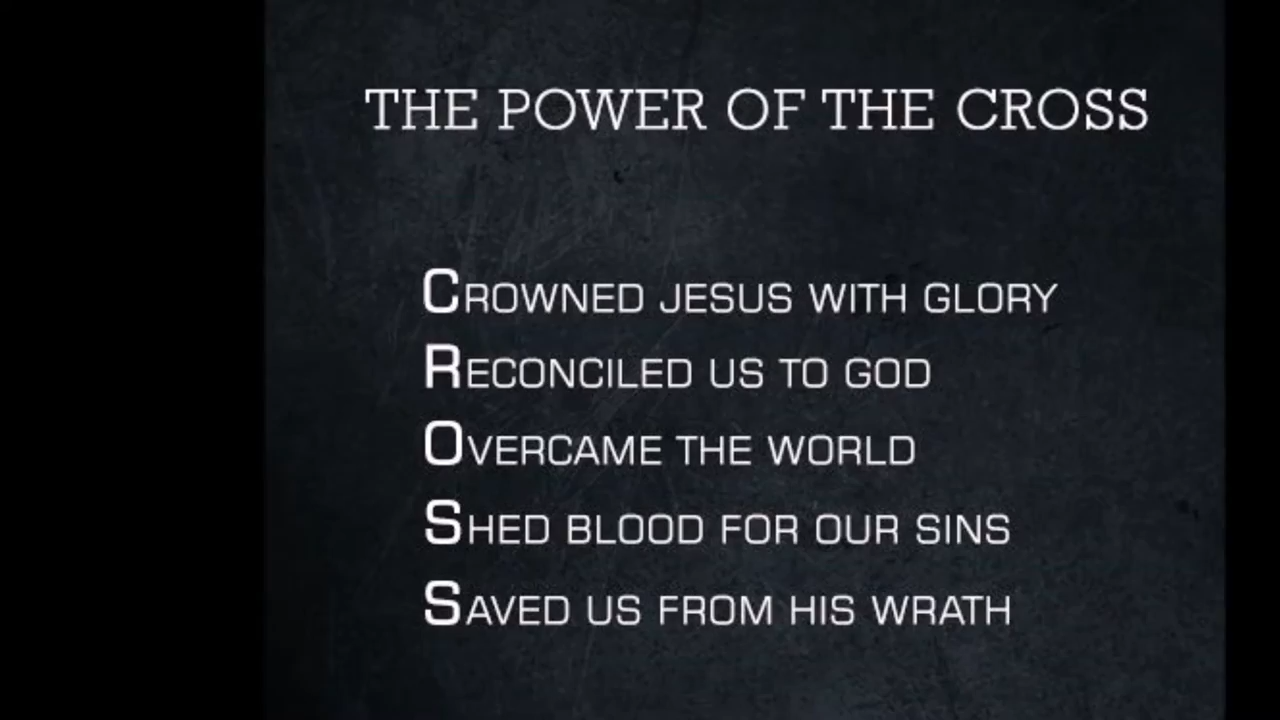 THE POWER OF THE CROSS
CROWNED JESUS WITH GLORY
RECONCILED US TO GOD
OVERCAME THE WORLD
SHED BLOOD FOR OUR SINS
SAVED US FROM HIS WRATH